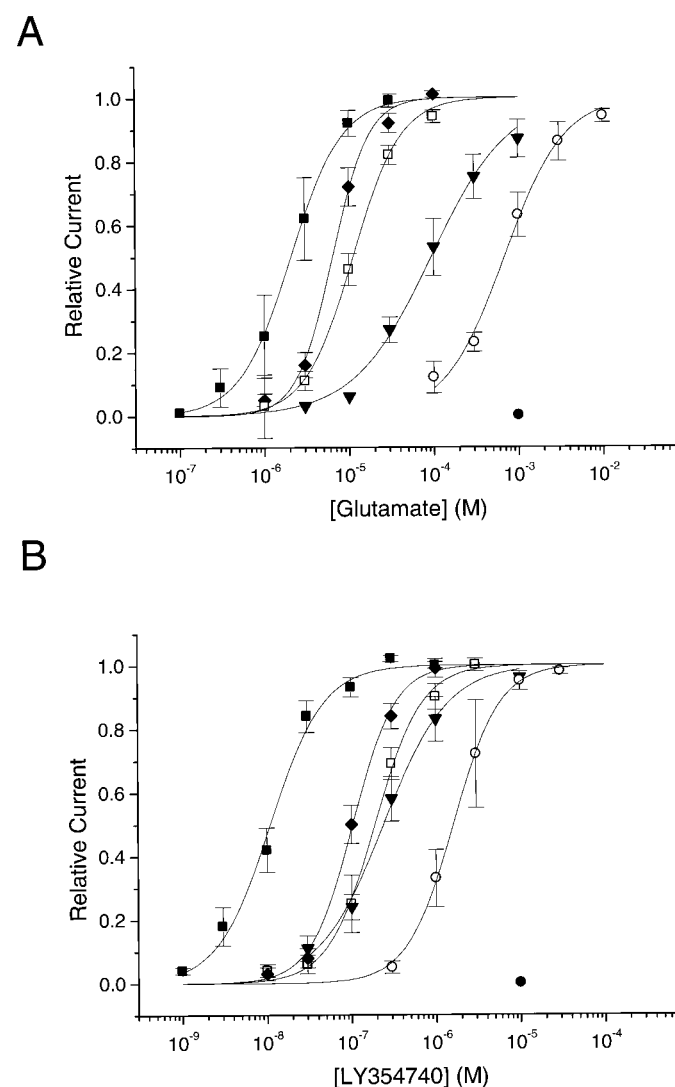 A
1.0
0.8
0.6
0.4
0.2
0.0
Relative Current
10⁻⁷ 10⁻⁶ 10⁻⁵ 10⁻⁴ 10⁻³ 10⁻²
[Glutamate] (M)
B
1.0
0.8
0.6
0.4
0.2
0.0
Relative Current
10⁻⁹ 10⁻⁸ 10⁻⁷ 10⁻⁶ 10⁻⁵ 10⁻⁴
[LY354740] (M)